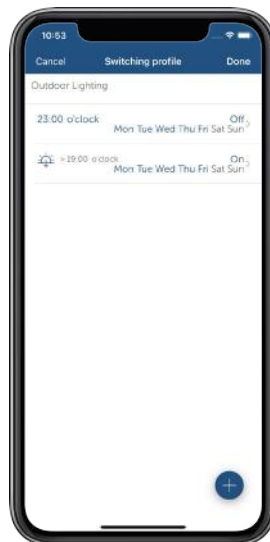 10:53
Cancel Switching profile Done
Outdoor Lighting
23:00 o'clock Off
Mon Tue Wed Thu Fri Sat Sun
> 19:00 o'clock On
Mon Tue Wed Thu Fri Sat Sun